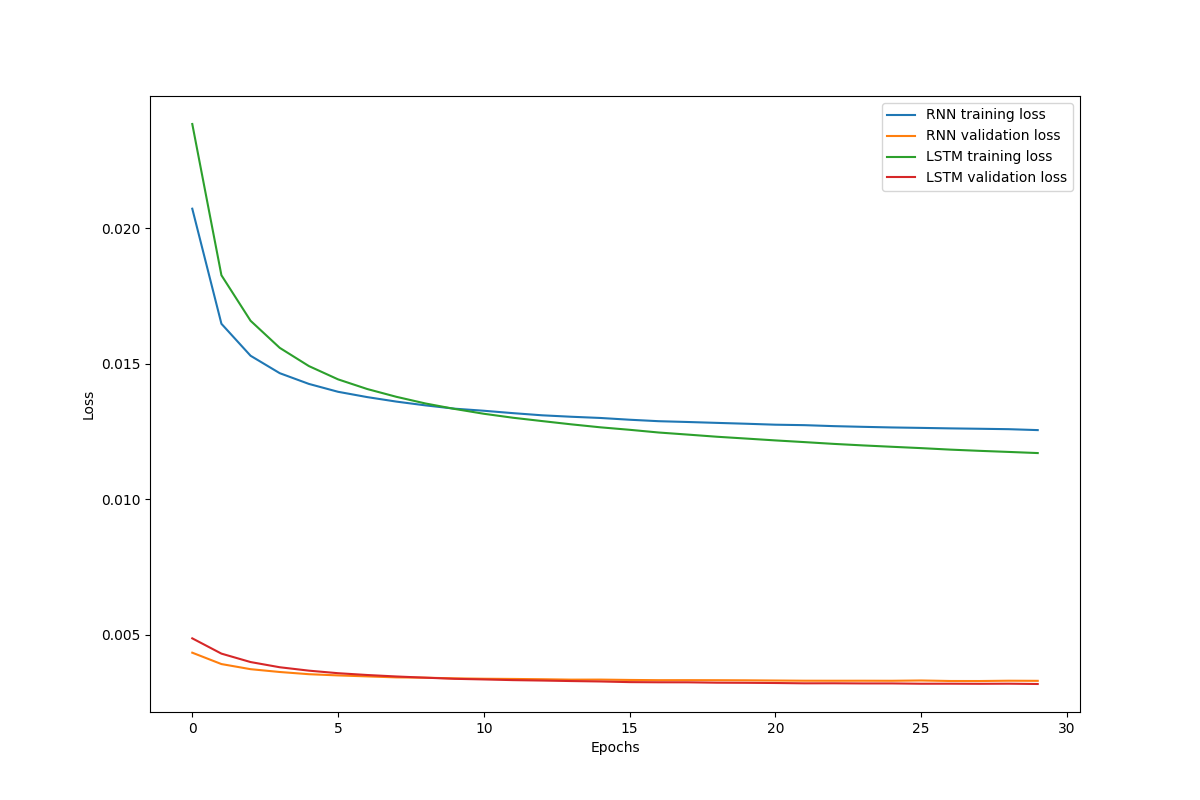 RNN training loss
RNN validation loss
LSTM training loss
LSTM validation loss
0.020
0.015
0.010
0.005
Loss
0 5 10 15 20 25 30
Epochs